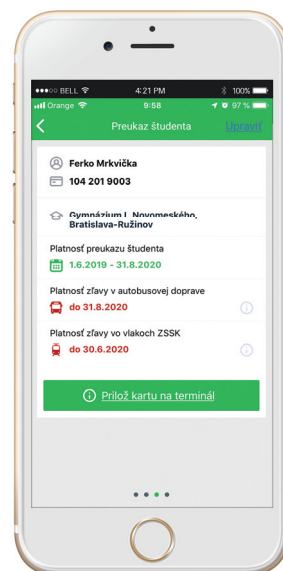 ●●●○○ BELL 4:21 PM 100%
Orange 9:58 97 %
Preukaz študenta Upraviť
Ferko Mrkvička
104 201 9003
Gymnázium L. Novomeského,
Bratislava-Ružinov
Platnosť preukazu študenta
1.6.2019 - 31.8.2020
Platnosť zľavy v autobusovej doprave
do 31.8.2020
Platnosť zľavy vo vlakoch ZSSK
do 30.6.2020
Prilož kartu na terminál